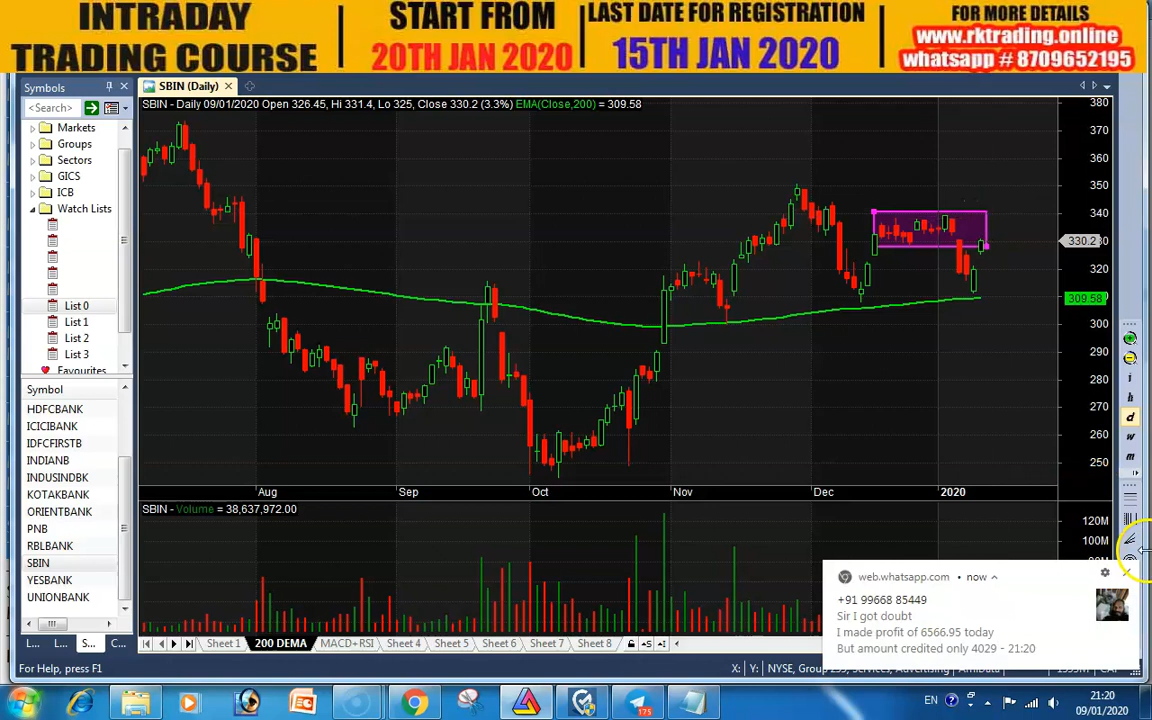 INTRADAY
TRADING COURSE
START FROM
20TH JAN 2020
LAST DATE FOR REGISTRATION
15TH JAN 2020
FOR MORE DETAILS
www.rktrading.online
whatsapp # 8709652195
Symbols
SBIN (Daily)
<Search>
SBIN - Daily 09/01/2020 Open 326.45, Hi 331.4, Lo 325, Close 330.2 (3.3%) EMA(Close,200) = 309.58
Markets
Groups
Sectors
GICS
ICB
Watch Lists
List 0
List 1
List 2
List 3
Favourites
380
370
360
350
340
330.2
320
309.58
300
290
280
270
260
250
i
h
d
w
m
Symbol
HDFCBANK
ICICIBANK
IDFCFIRSTB
INDIANB
INDUSINDBK
KOTAKBANK
ORIENTBANK
PNB
RBLBANK
SBIN
YESBANK
UNIONBANK
Aug
Sep
Oct
Nov
Dec
2020
SBIN - Volume = 38,637,972.00
120M
100M
web.whatsapp.com • now
+91 99668 85449
Sir I got doubt
I made profit of 6566.95 today
But amount credited only 4029 - 21:20
L...
L...
S...
C...
Sheet 1
200 DEMA
MACD+RSI
Sheet 4
Sheet 5
Sheet 6
Sheet 7
Sheet 8
For Help, press F1
X:
Y:
175
EN
21:20
09/01/2020